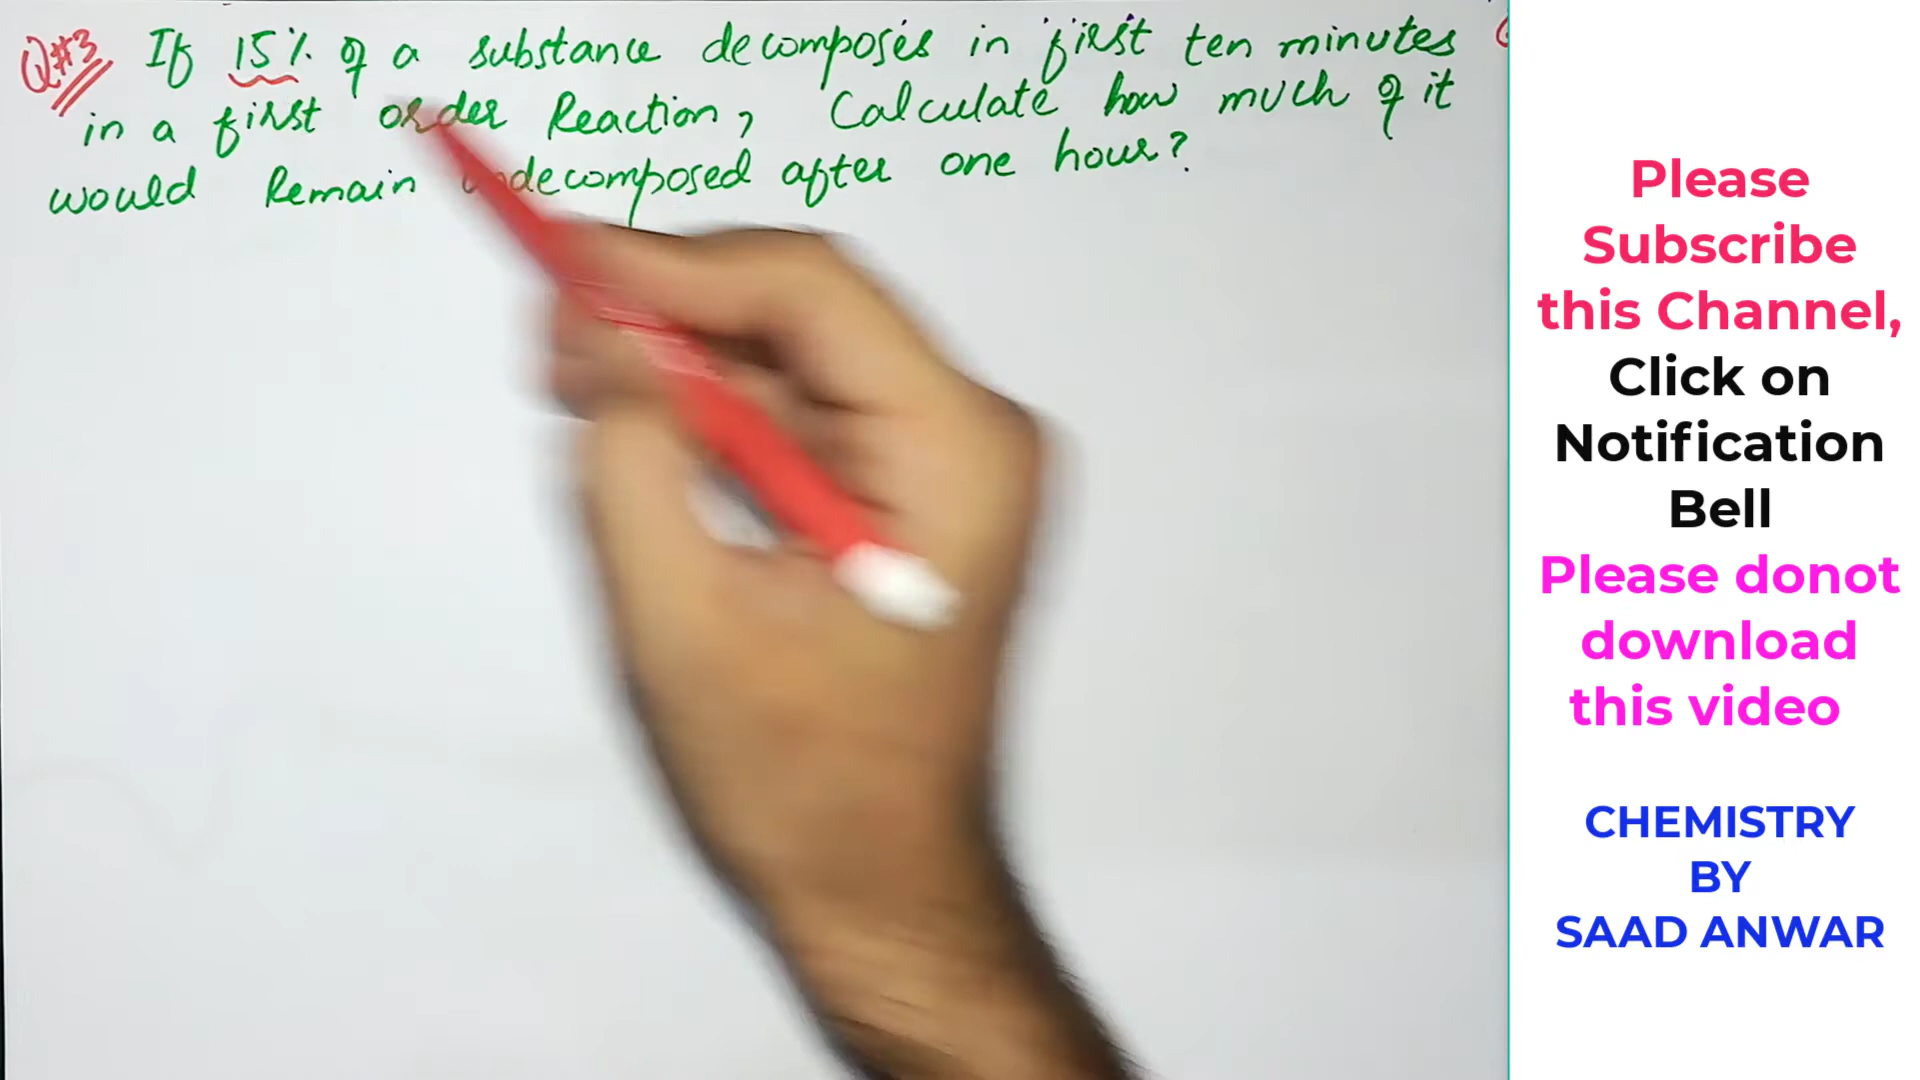 Q#3 If 15% of a substance decomposes in first ten minutes
in a first order Reaction, Calculate how much of it
would Remain undecomposed after one hour?
Please
Subscribe
this Channel,
Click on
Notification
Bell
Please donot
download
this video
CHEMISTRY
BY
SAAD ANWAR